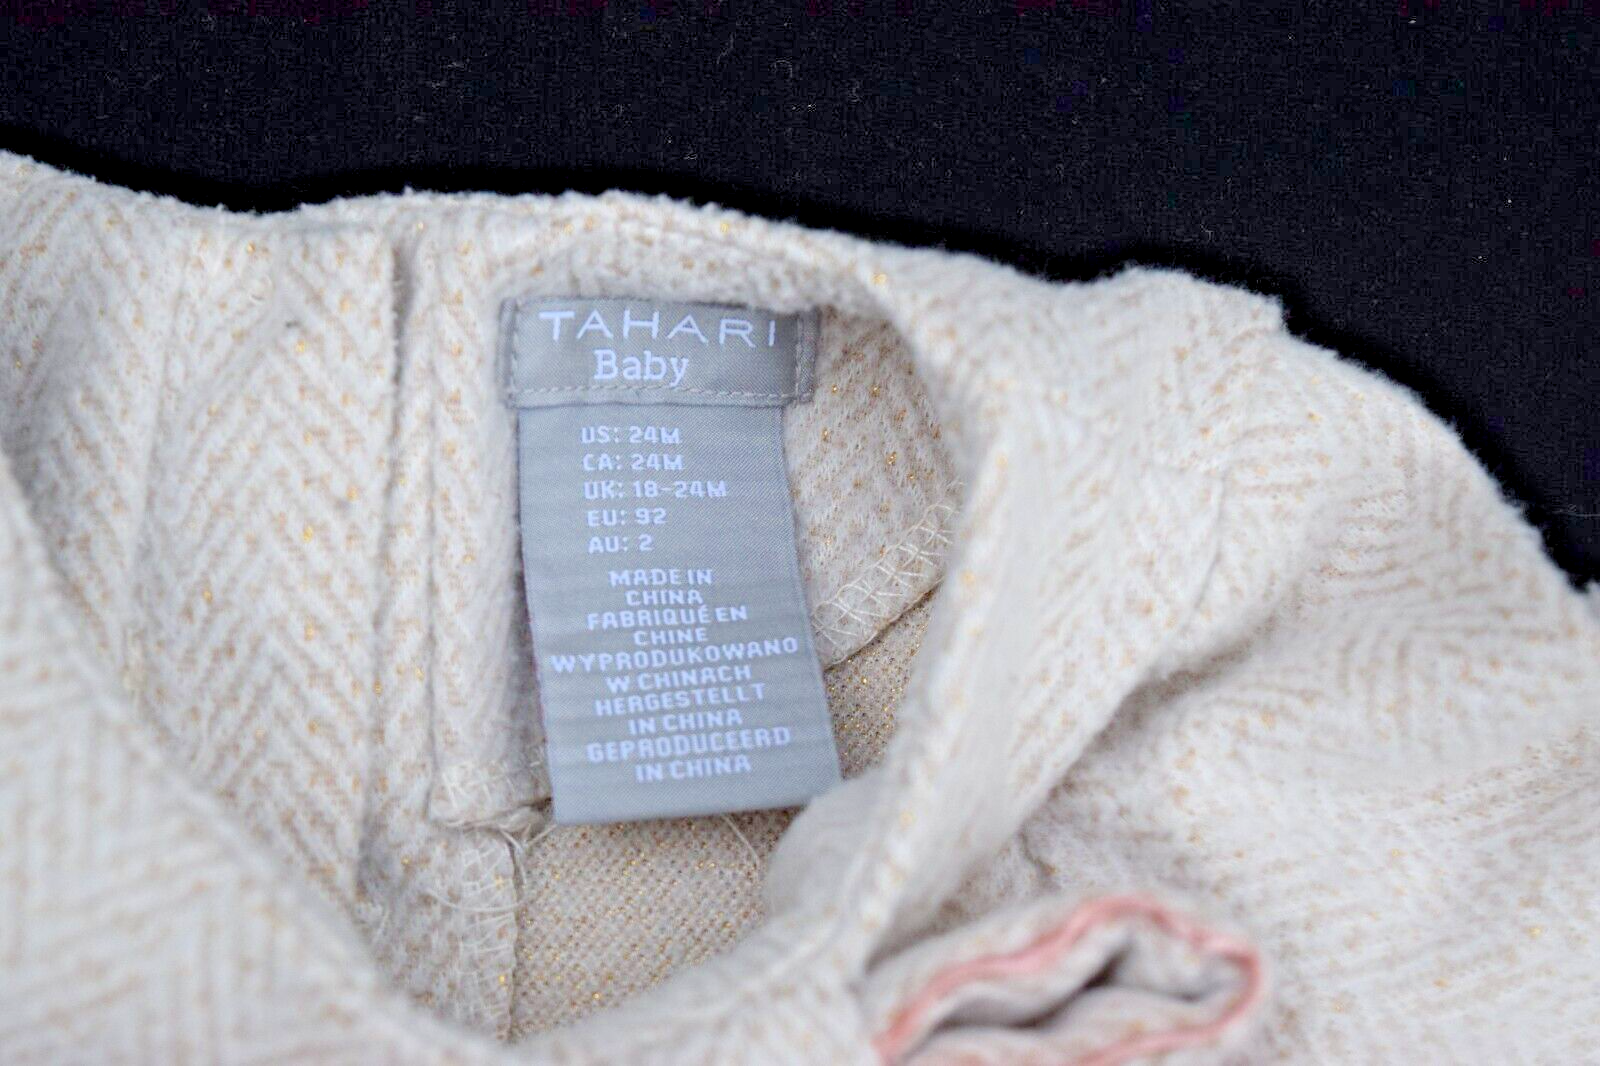 TAHARI
Baby
US: 24M
CA: 24M
UK: 18-24M
EU: 92
AU: 2
MADE IN
CHINA
FABRIQUÉ EN
CHINE
WYPRODUKOWANO
W CHINACH
HERGESTELLT
IN CHINA
GEPRODUCEERD
IN CHINA